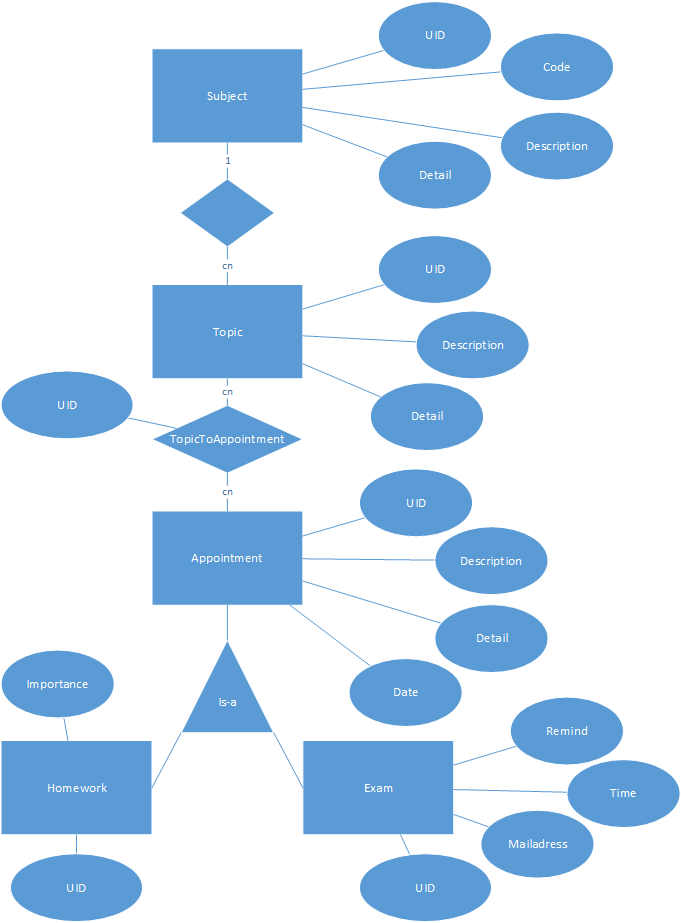 UID
Code
Subject
Description
Detail
1
cn
UID
Topic
Description
cn
UID
Detail
TopicToAppointment
cn
UID
Appointment
Description
Detail
Importance
Date
Is-a
Remind
Homework
Exam
Time
Mailadress
UID
UID